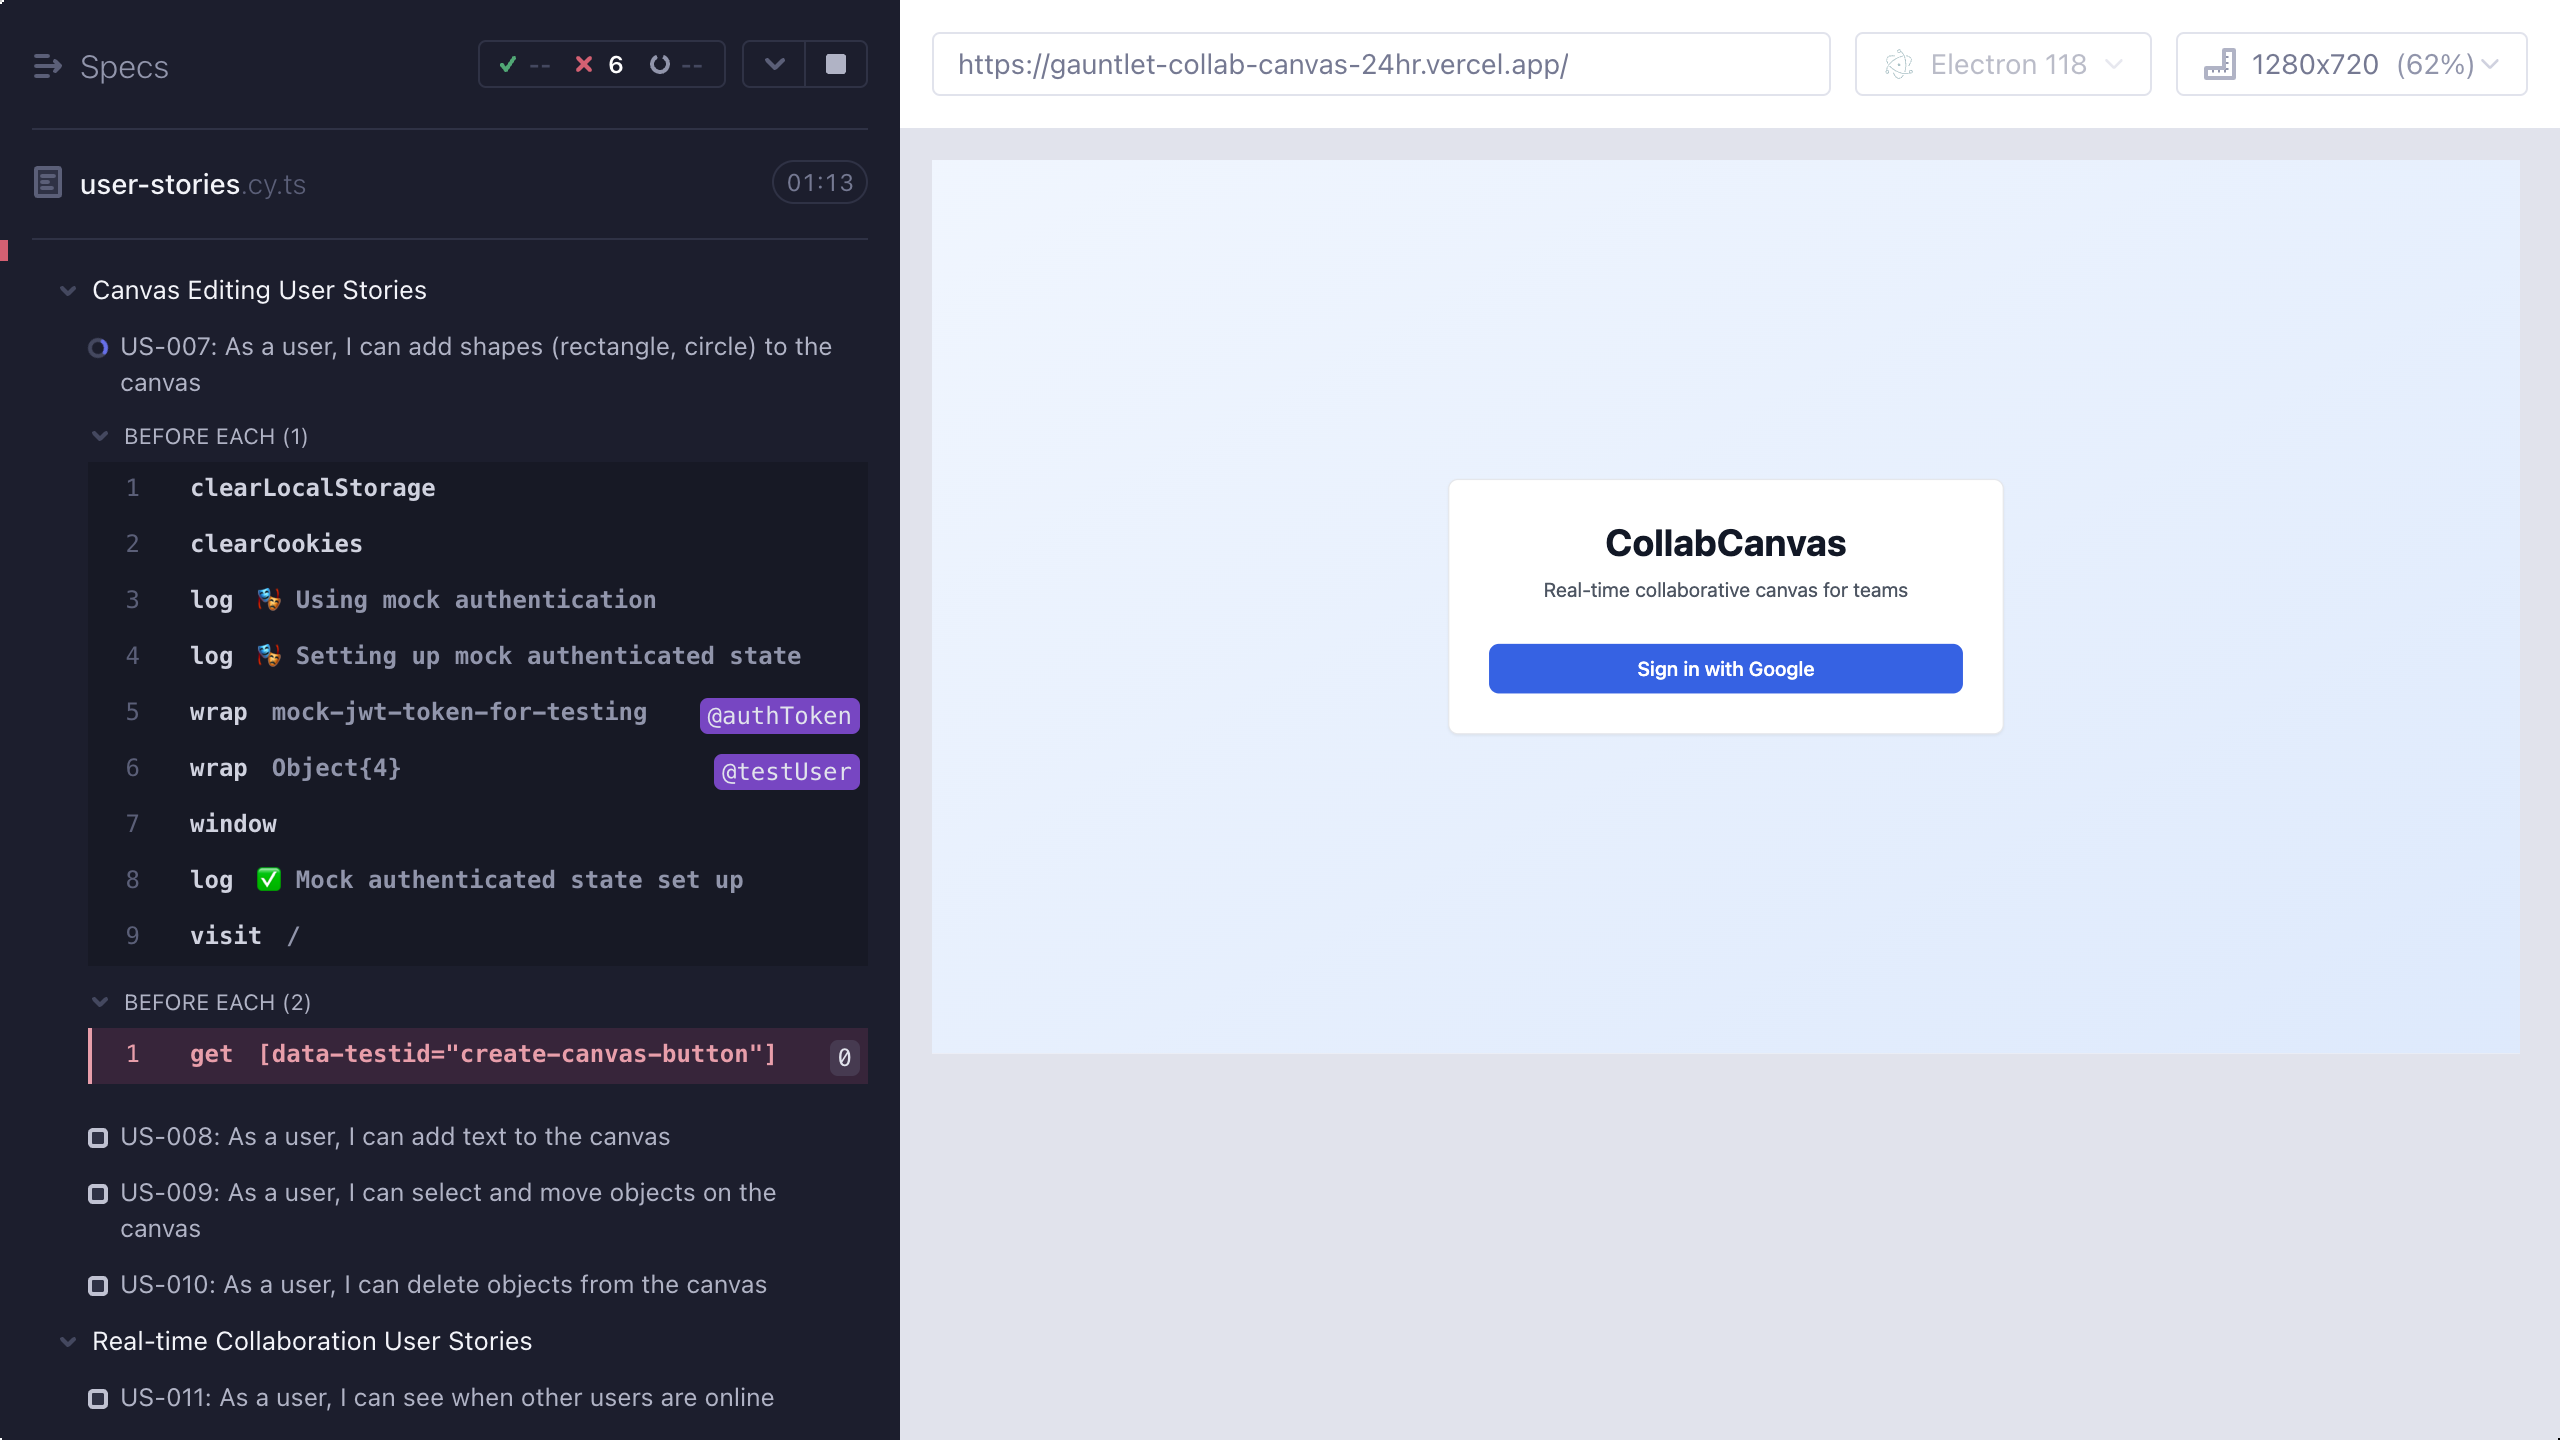 Specs
-- 6 --
user-stories.cy.ts
01:13
Canvas Editing User Stories
US-007: As a user, I can add shapes (rectangle, circle) to the
canvas
BEFORE EACH (1)
1 clearLocalStorage
2 clearCookies
3 log 🎭 Using mock authentication
4 log 🎭 Setting up mock authenticated state
5 wrap mock-jwt-token-for-testing @authToken
6 wrap Object{4} @testUser
7 window
8 log ✅ Mock authenticated state set up
9 visit /
BEFORE EACH (2)
1 get [data-testid="create-canvas-button"] 0
US-008: As a user, I can add text to the canvas
US-009: As a user, I can select and move objects on the
canvas
US-010: As a user, I can delete objects from the canvas
Real-time Collaboration User Stories
US-011: As a user, I can see when other users are online
https://gauntlet-collab-canvas-24hr.vercel.app/
Electron 118
1280x720 (62%)
CollabCanvas
Real-time collaborative canvas for teams
Sign in with Google